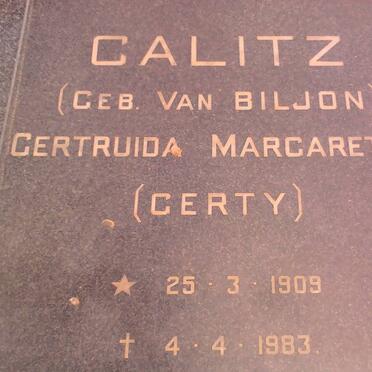 CALITZ
(GEB. VAN BILJON)
GERTRUIDA MARGARET
(GERTY)
★ 25 · 3 · 1909
† 4 · 4 · 1983.